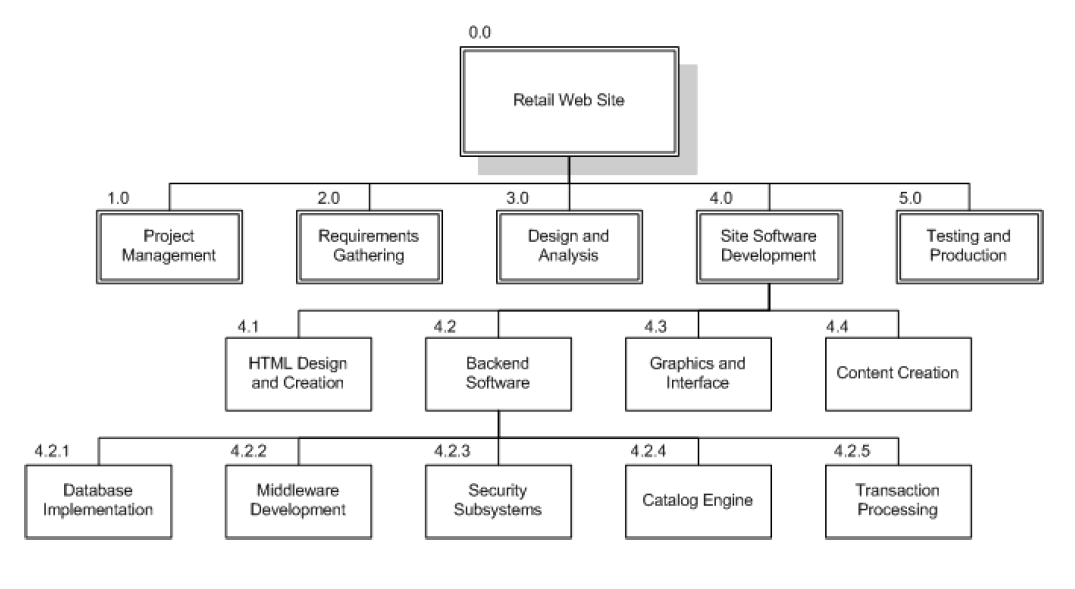 0.0
Retail Web Site
1.0
Project
Management
2.0
Requirements
Gathering
3.0
Design and
Analysis
4.0
Site Software
Development
5.0
Testing and
Production
4.1
HTML Design
and Creation
4.2
Backend
Software
4.3
Graphics and
Interface
4.4
Content Creation
4.2.1
Database
Implementation
4.2.2
Middleware
Development
4.2.3
Security
Subsystems
4.2.4
Catalog Engine
4.2.5
Transaction
Processing